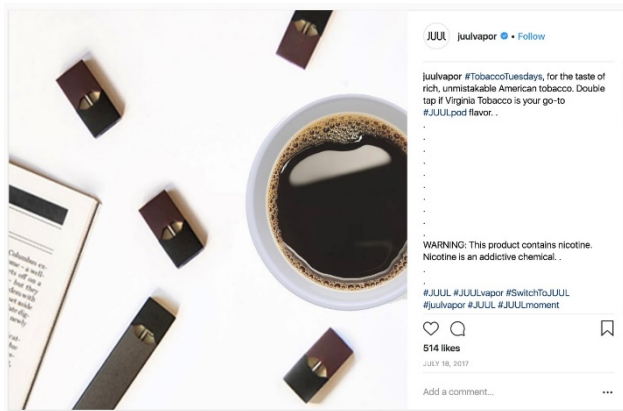 JUUL
juulvapor • Follow
juulvapor #TobaccoTuesdays, for the taste of
rich, unmistakable American tobacco. Double
tap if Virginia Tobacco is your go-to
#JUULpod flavor. .
.
.
.
.
.
.
.
.
.
WARNING: This product contains nicotine.
Nicotine is an addictive chemical. .
.
.
#JUUL #JUULvapor #SwitchToJUUL
#juulvapor #JUUL #JUULmoment
514 likes
JULY 18, 2017
Add a comment...